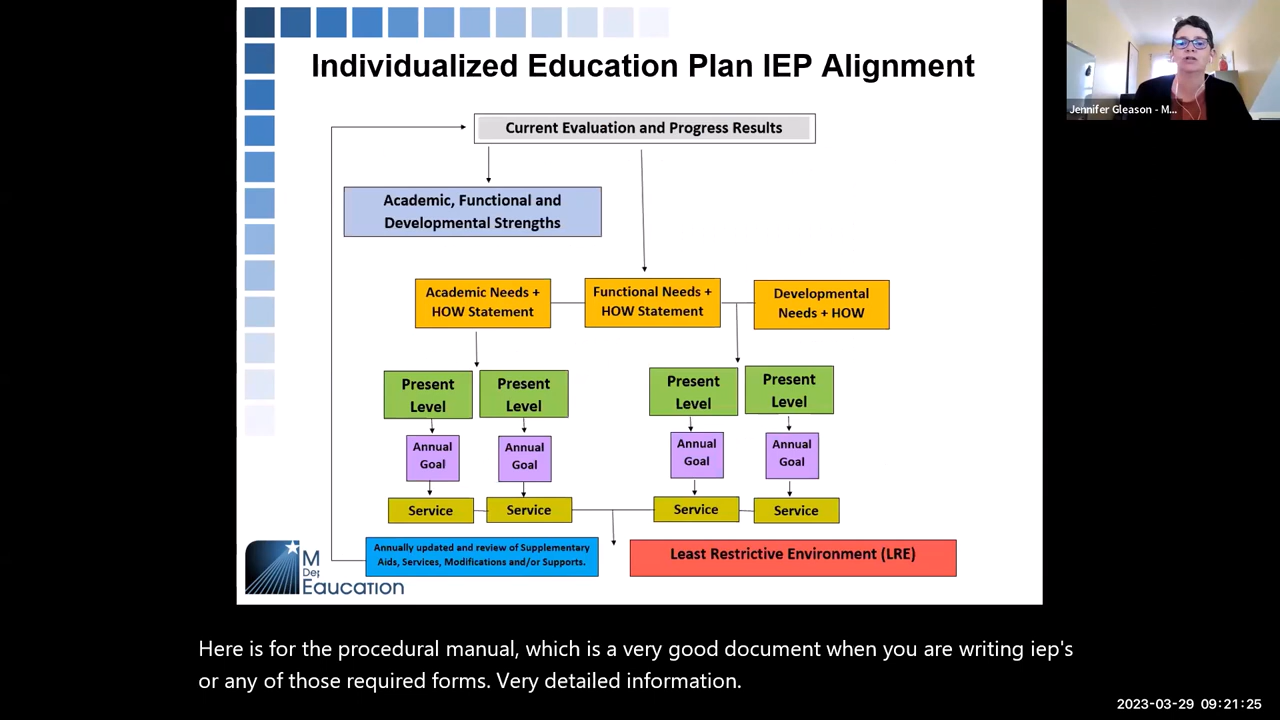 Individualized Education Plan IEP Alignment
Jennifer Gleason - M...
Current Evaluation and Progress Results
Academic, Functional and
Developmental Strengths
Academic Needs +
HOW Statement
Functional Needs +
HOW Statement
Developmental
Needs + HOW
Present
Level
Present
Level
Present
Level
Present
Level
Annual
Goal
Annual
Goal
Annual
Goal
Annual
Goal
Service
Service
Service
Service
Annually updated and review of Supplementary
Aids, Services, Modifications and/or Supports.
Least Restrictive Environment (LRE)
M
Dep
Education
Here is for the procedural manual, which is a very good document when you are writing iep's
or any of those required forms. Very detailed information.
2023-03-29 09:21:25